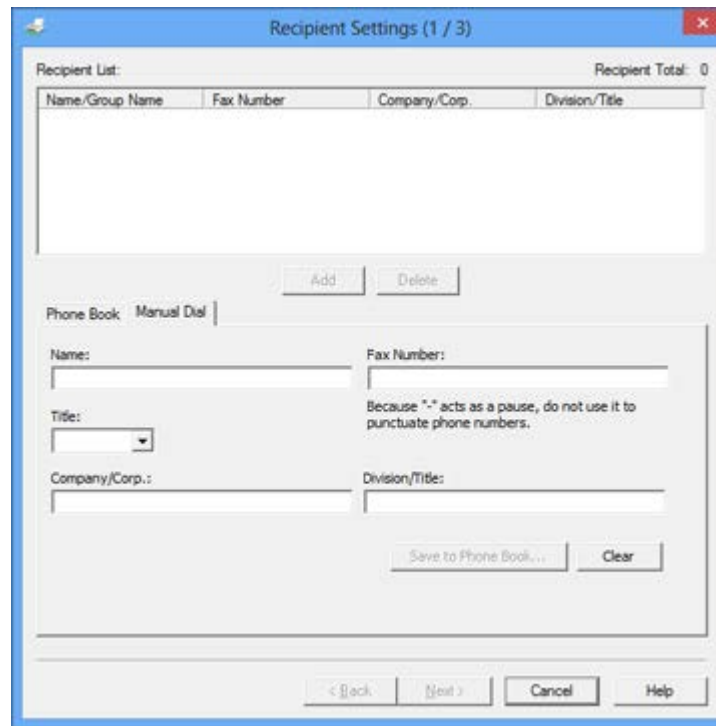 Recipient Settings (1 / 3)
Recipient List: Recipient Total: 0
Name/Group Name Fax Number Company/Corp. Division/Title
Add Delete
Phone Book Manual Dial
Name: Fax Number:
Because "-" acts as a pause, do not use it to
punctuate phone numbers.
Title:
Company/Corp.: Division/Title:
Save to Phone Book... Clear
< Back Next > Cancel Help